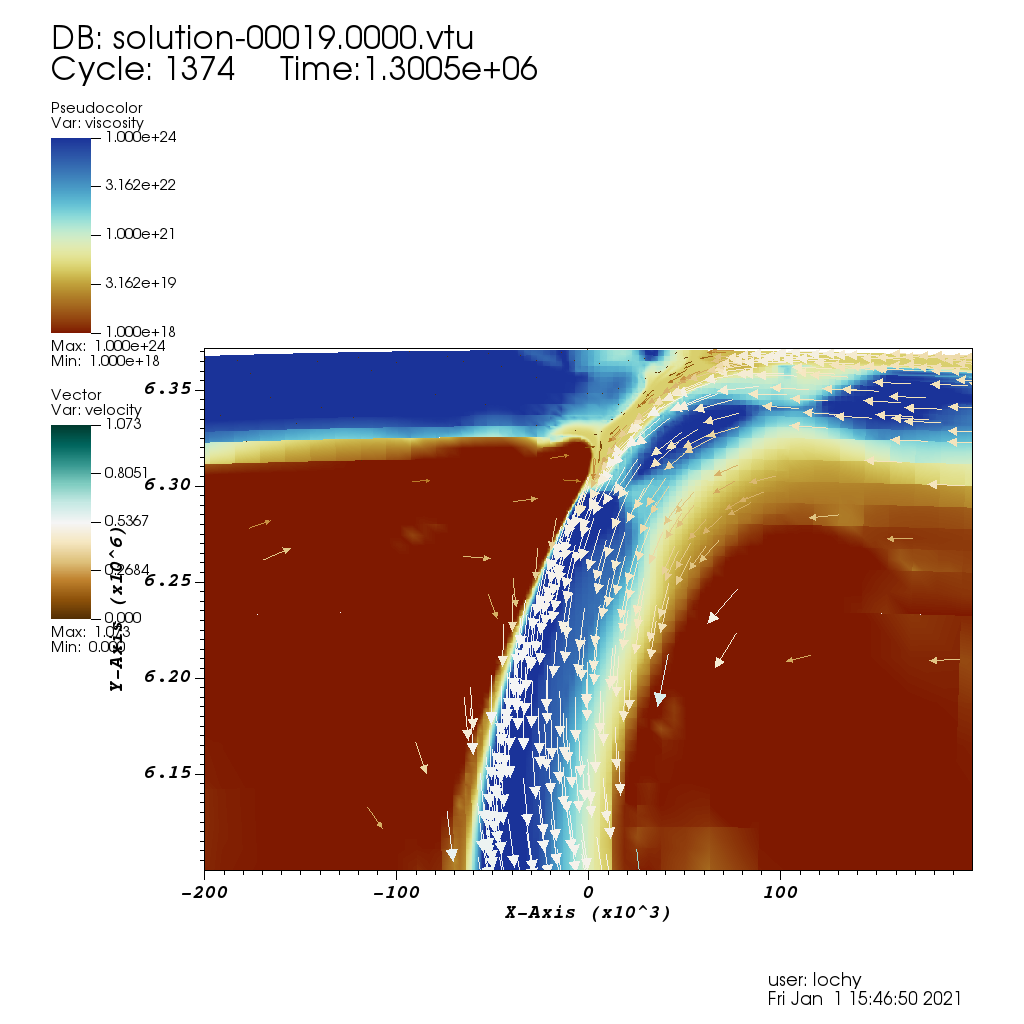 DB: solution-00019.0000.vtu
Cycle: 1374 Time:1.3005e+06
Pseudocolor
Var: viscosity
1.000e+24
3.162e+22
1.000e+21
3.162e+19
1.000e+18
Max: 1.000e+24
Min: 1.000e+18
Vector
Var: velocity
1.073
0.8051
0.5367
0.2684
0.000
Max: 1.073
Min: 0.000
Y-Axis (x10^6)
6.35
6.30
6.25
6.20
6.15
-200 -100 0 100
X-Axis (x10^3)
user: lochy
Fri Jan 1 15:46:50 2021